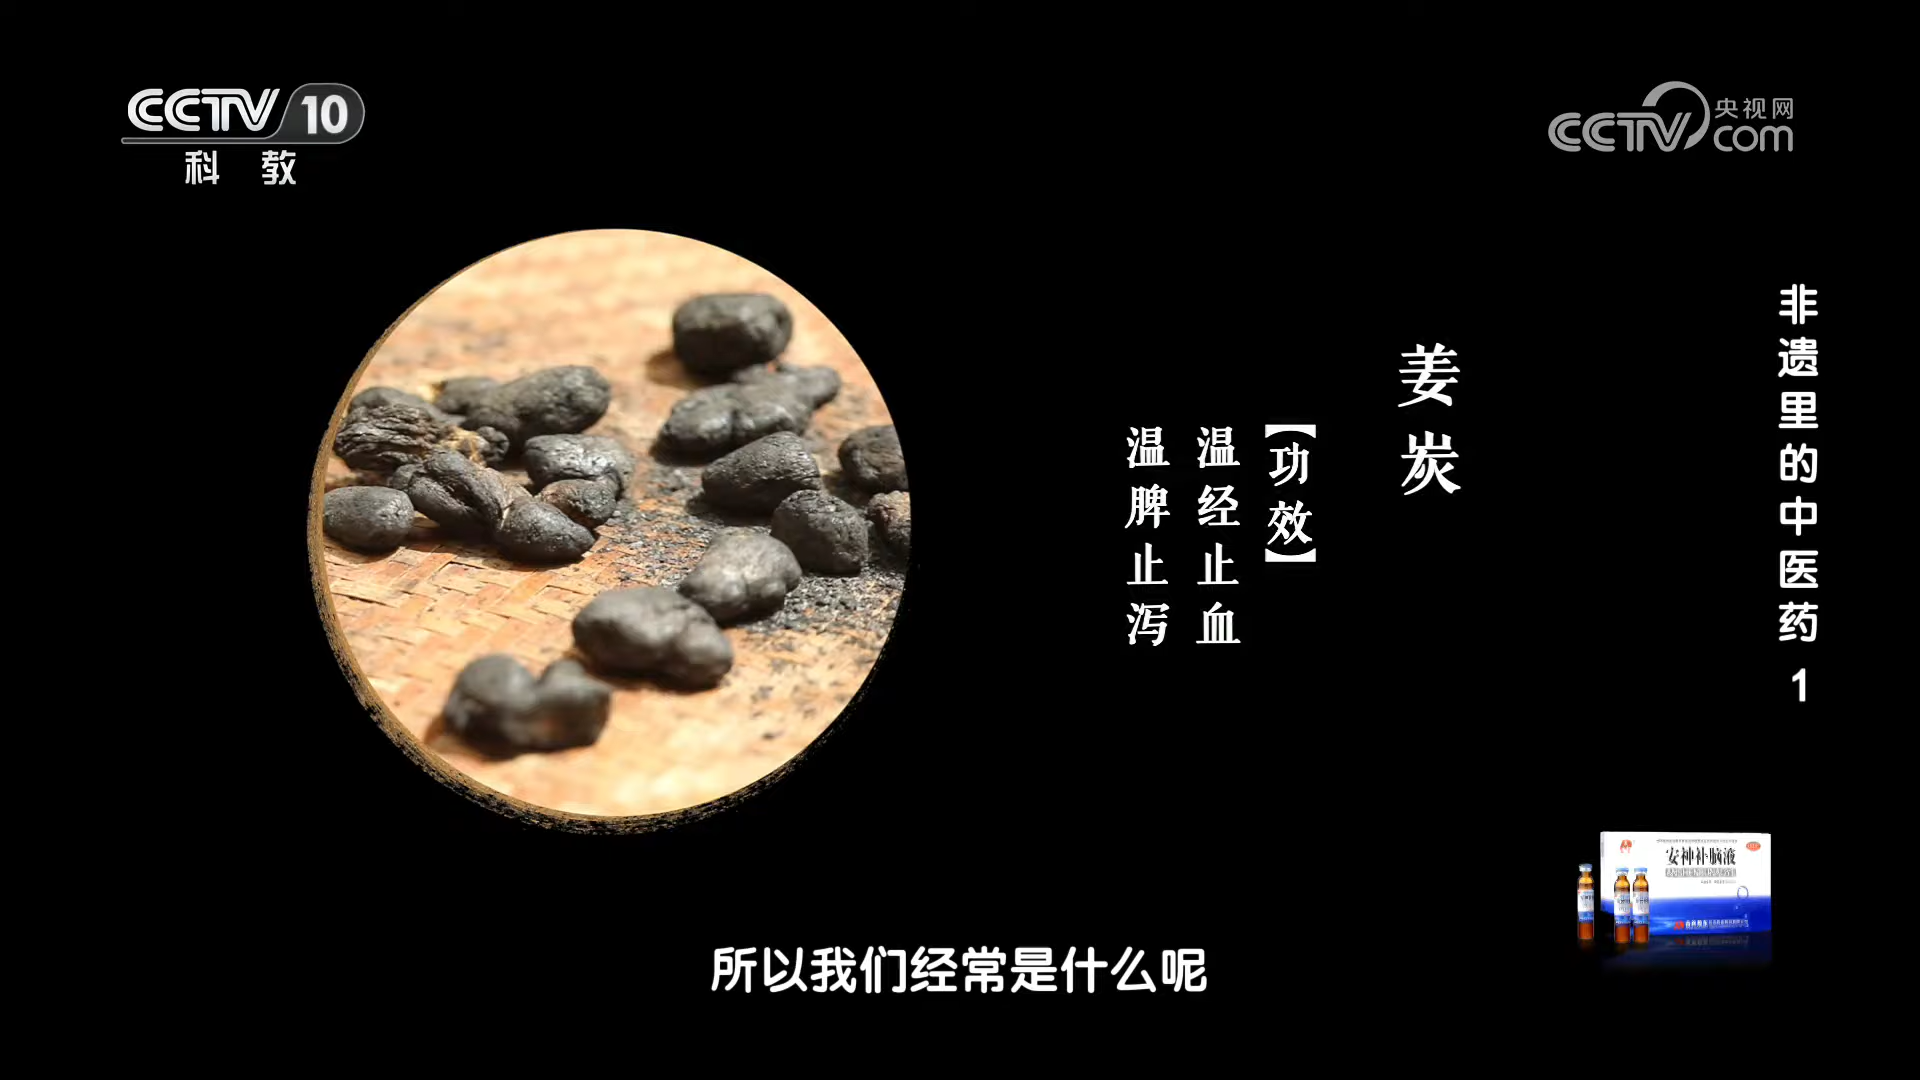 CCTV 10
科教
央视网
CCTV com
非遗里的中医药 1
姜炭
【功效】
温经止血
温脾止泻
安神补脑液
所以我们经常是什么呢